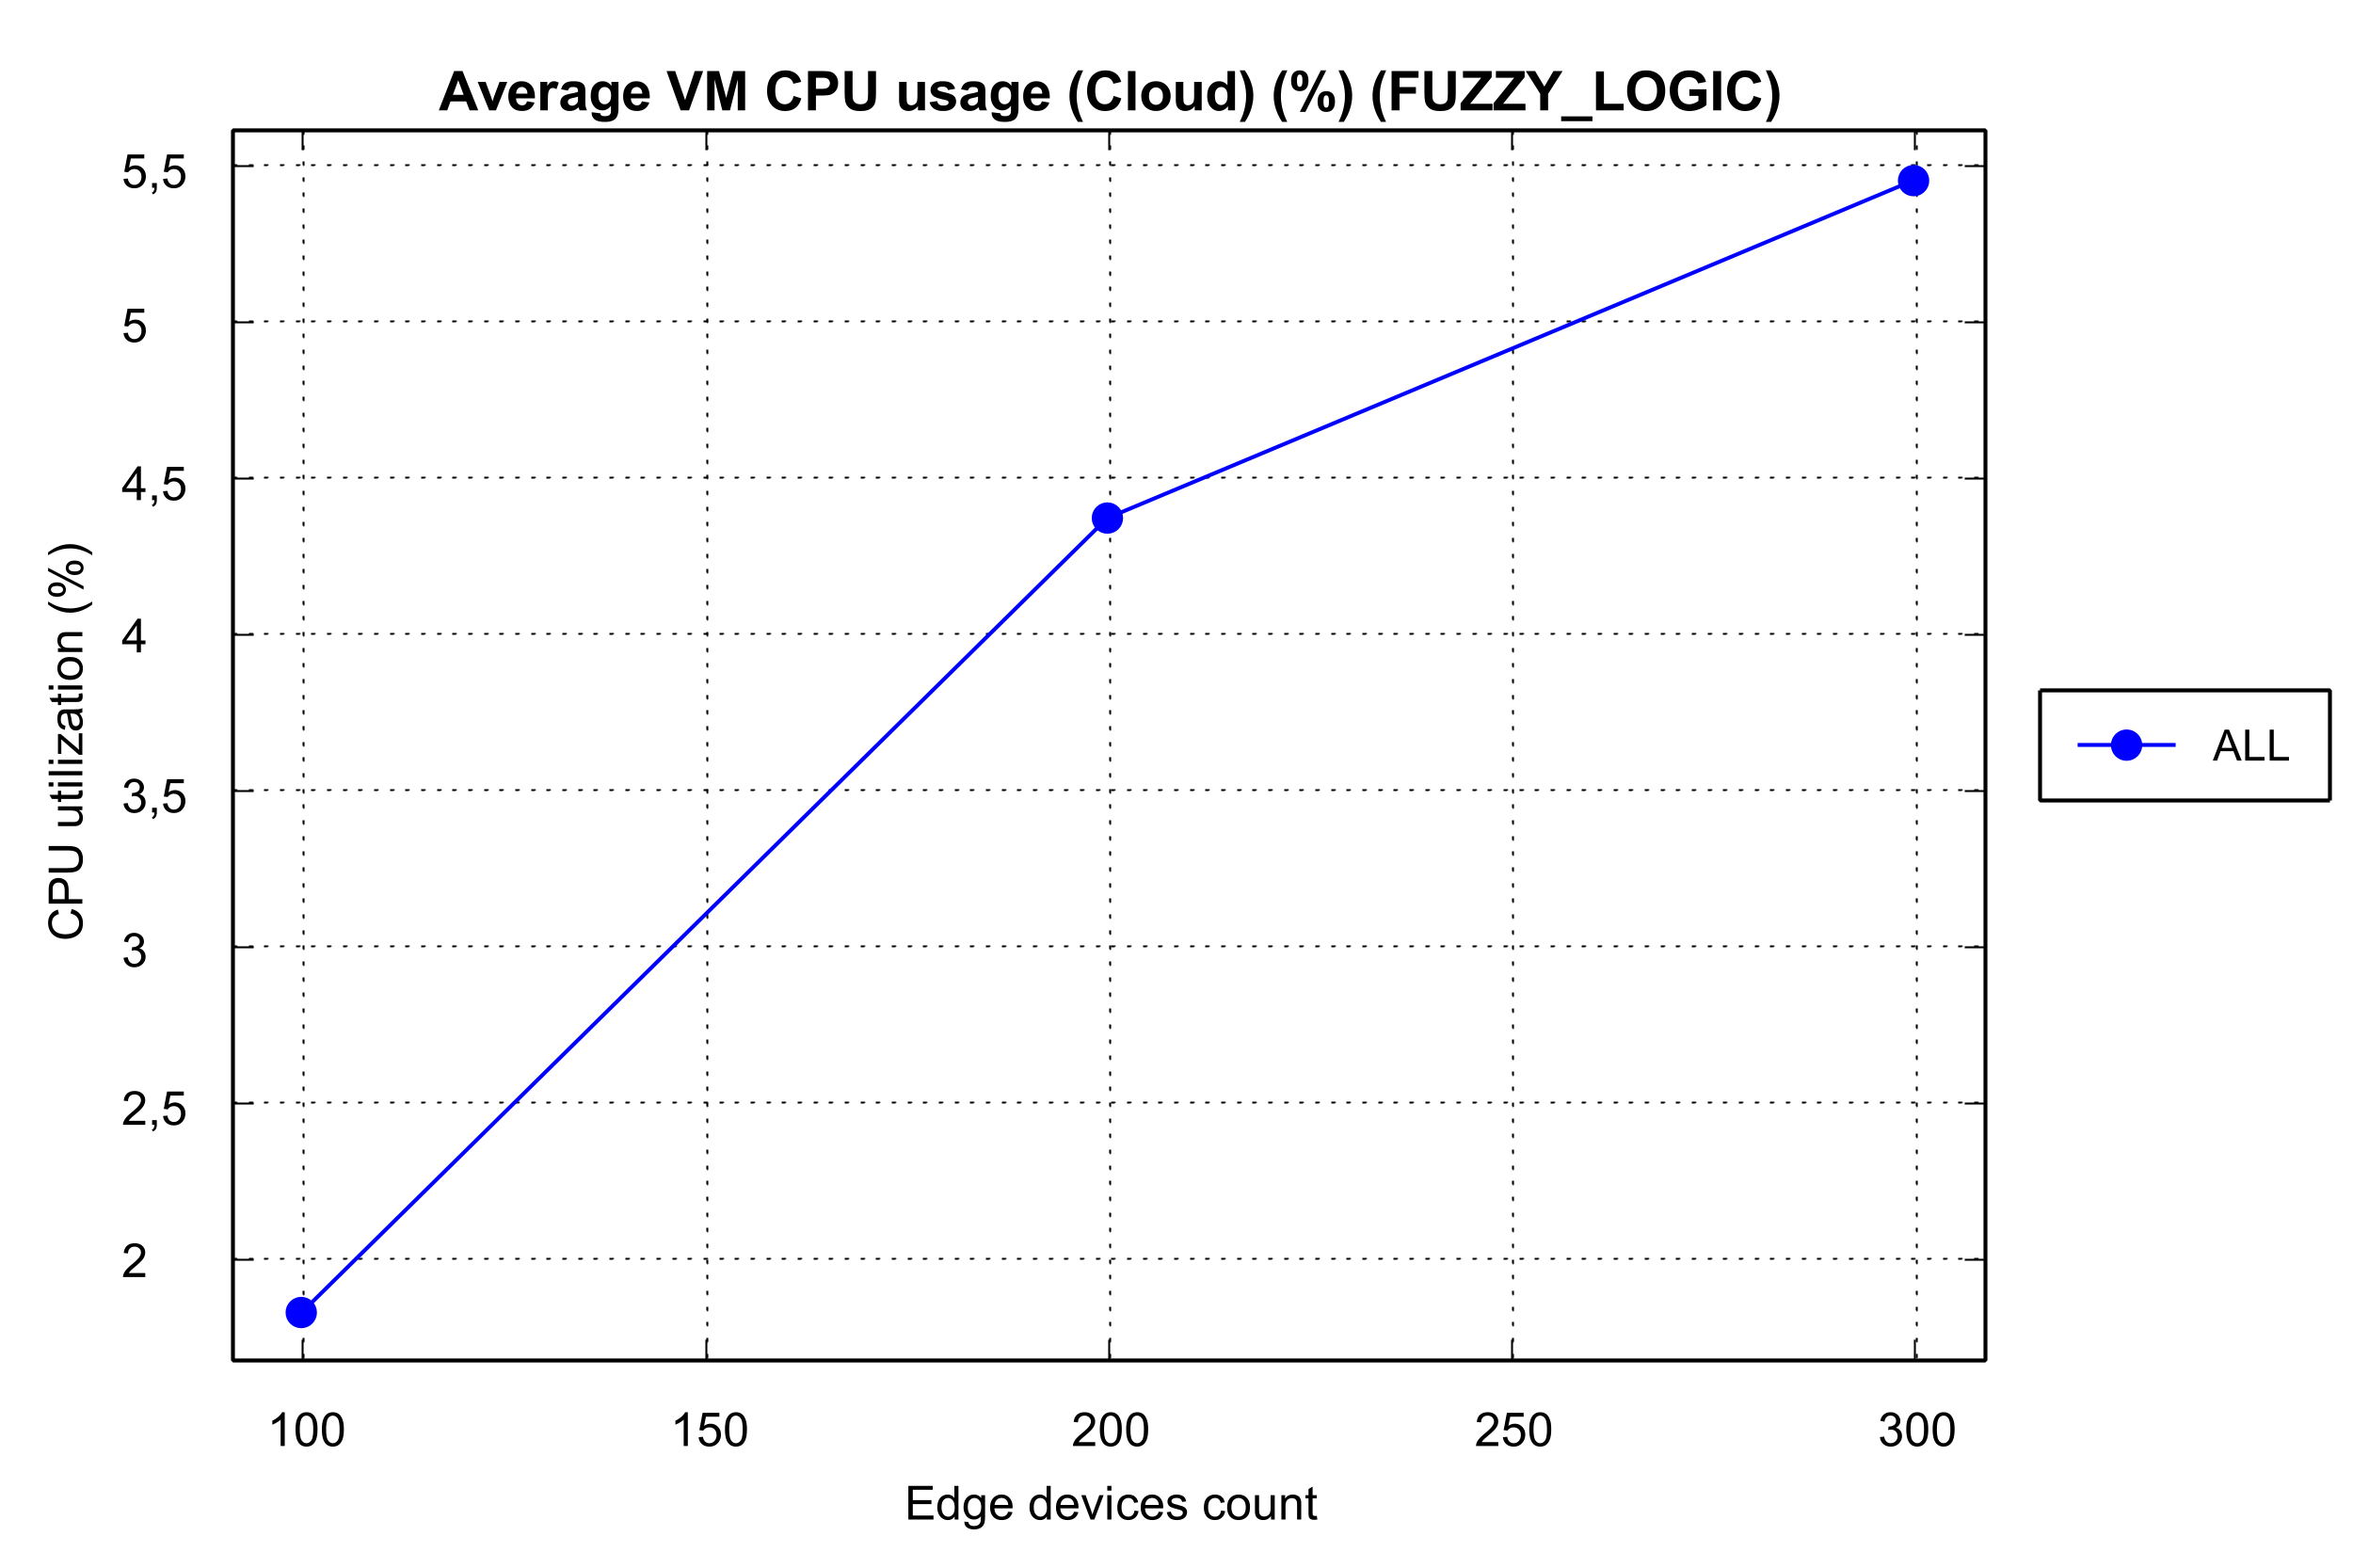 Average VM CPU usage (Cloud) (%) (FUZZY_LOGIC)
5,5
5
4,5
4
3,5
3
2,5
2
CPU utilization (%)
ALL
100 150 200 250 300
Edge devices count